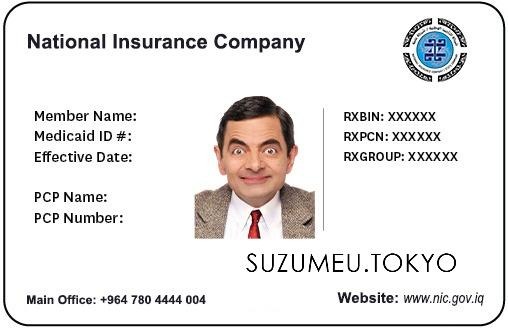 National Insurance Company
Member Name:
Medicaid ID #:
Effective Date:
PCP Name:
PCP Number:
RXBIN: XXXXXX
RXPCN: XXXXXX
RXGROUP: XXXXXX
SUZUMEU.TOKYO
Main Office: +964 780 4444 004
Website: www.nic.gov.iq